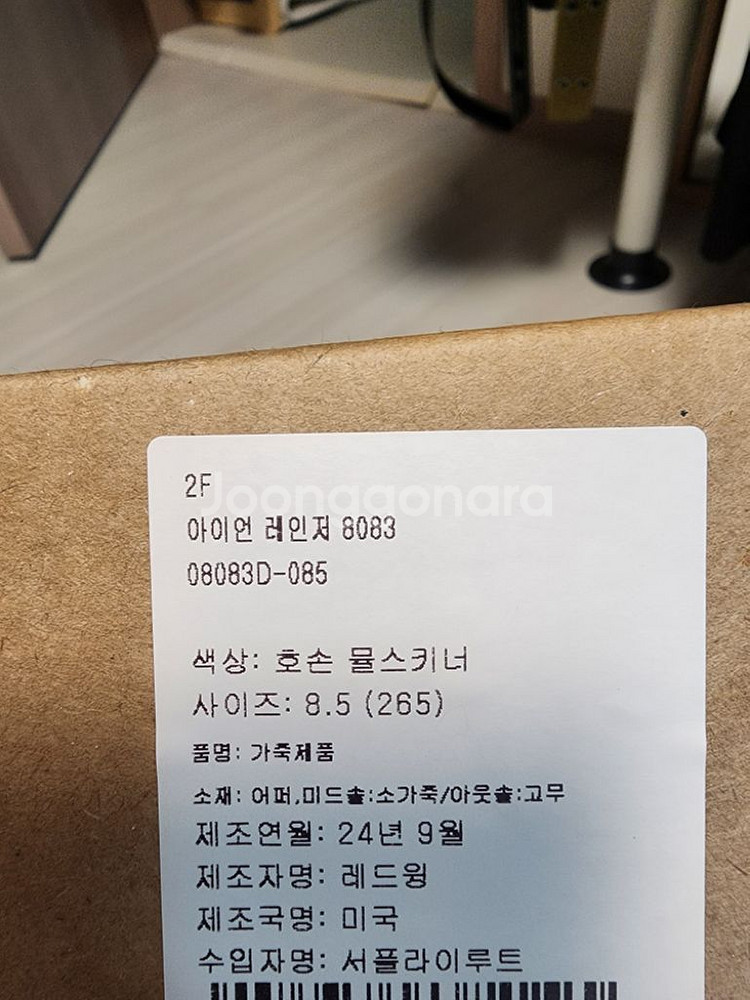 2F
Joonggonara
아이언 레인저 8083
08083D-085
색상: 호손 뮬스키너
사이즈: 8.5 (265)
품명: 가죽제품
소재: 어퍼,미드솔:소가죽/아웃솔:고무
제조연월: 24년 9월
제조자명: 레드윙
제조국명: 미국
수입자명: 서플라이루트